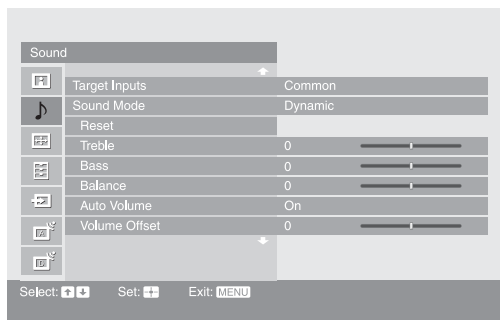 Sound
Target Inputs Common
Sound Mode Dynamic
Reset
Treble 0
Bass 0
Balance 0
Auto Volume On
Volume Offset 0
Select: Set: Exit: MENU